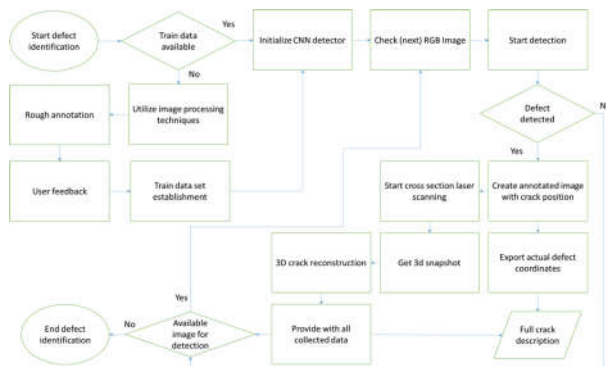 Start defect
identification
Train data
available
Yes
Initialize CNN detector
Check (next) RGB Image
Start detection
No
Rough annotation
Utilize image processing
techniques
Defect
detected
N
Yes
User feedback
Train data set
establishment
Start cross section laser
scanning
Create annotated image
with crack position
3D crack reconstruction
Get 3d snapshot
Export actual defect
coordinates
Yes
No
End defect
identification
Available
image for
detection
Provide with all
collected data
Full crack
description